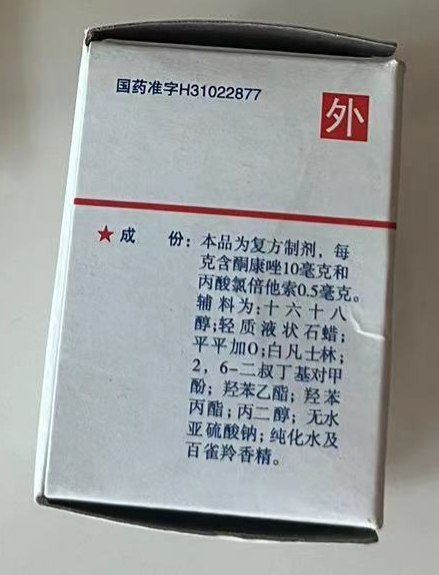 国药准字H31022877
外
★成 份：本品为复方制剂，每
克含酮康唑10毫克和
丙酸氯倍他索0.5毫克。
辅料为:十六十八
醇;轻质液状石蜡;
平平加O;白凡士林;
2，6-二叔丁基对甲
酚；羟苯乙酯；羟苯
丙酯；丙二醇；无水
亚硫酸钠；纯化水及
百雀羚香精。